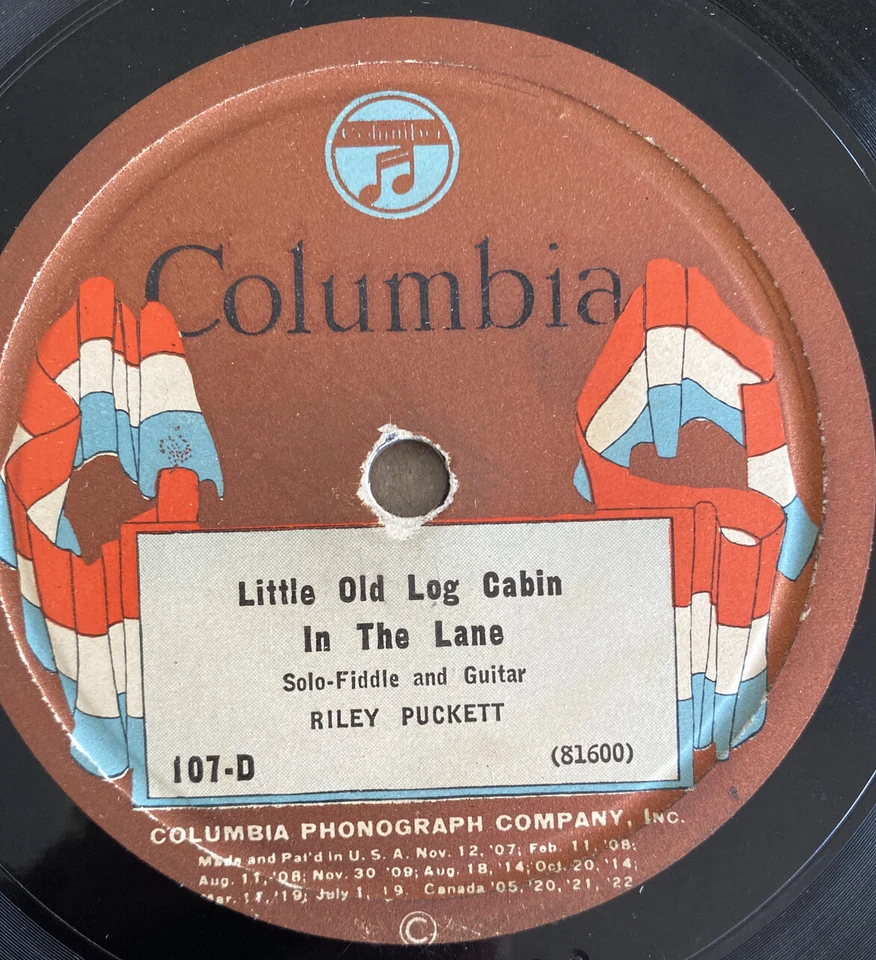 Columbia
Columbia
Little Old Log Cabin
In The Lane
Solo-Fiddle and Guitar
RILEY PUCKETT
107-D
(81600)
COLUMBIA PHONOGRAPH COMPANY, INC.
Made and Pat'd in U. S. A. Nov. 12, '07; Feb. 11, '08;
Aug. 11, '08; Nov. 30 '09; Aug. 18, '14; Oct. 20, '14;
'19; July 1, 19. Canada '05, '20, '21, '22
©